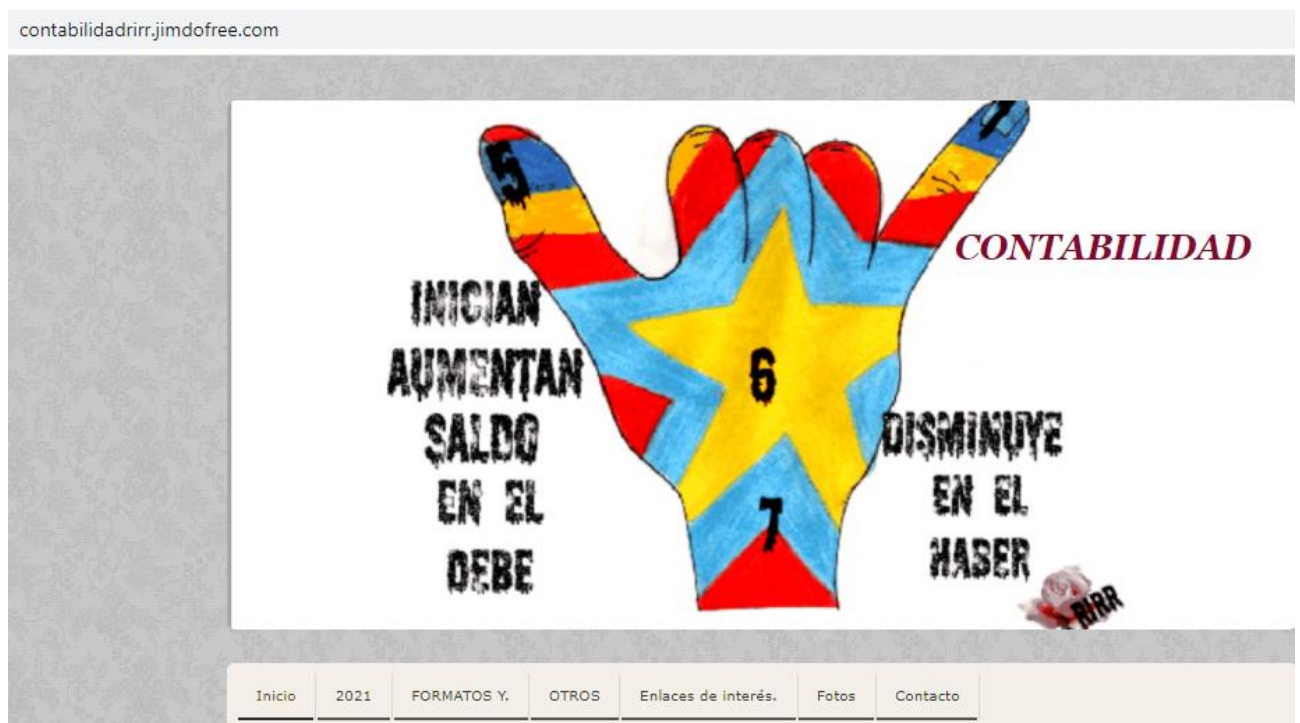 contabilidadrirr.jimdofree.com
5
1
CONTABILIDAD
INICIAN
AUMENTAN
SALDO
EN EL
DEBE
6
7
DISMINUYE
EN EL
HABER
RIRR
Inicio 2021 FORMATOS Y. OTROS Enlaces de interés. Fotos Contacto